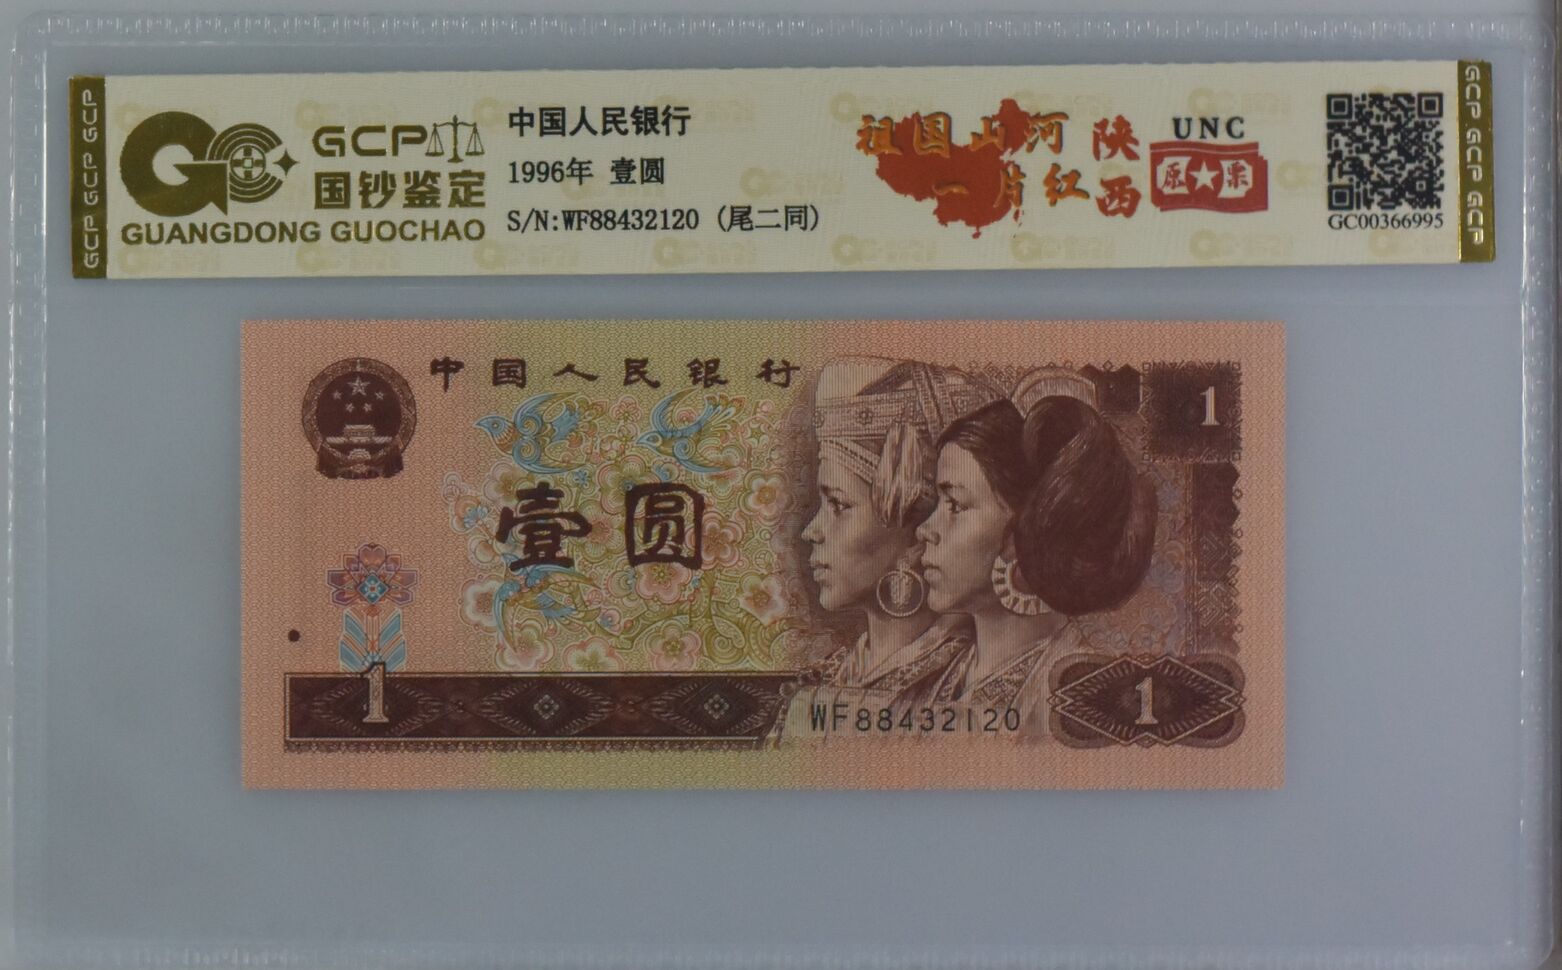 GCP GCP GCP
GCP
国钞鉴定
GUANGDONG GUOCHAO
中国人民银行
1996年 壹圆
S/N:WF88432120 (尾二同)
祖国山河
一片红
陕西
UNC
原票
GC00366995
GCP GCP GCP
中国人民银行
1
壹圆
1
WF88432120
1